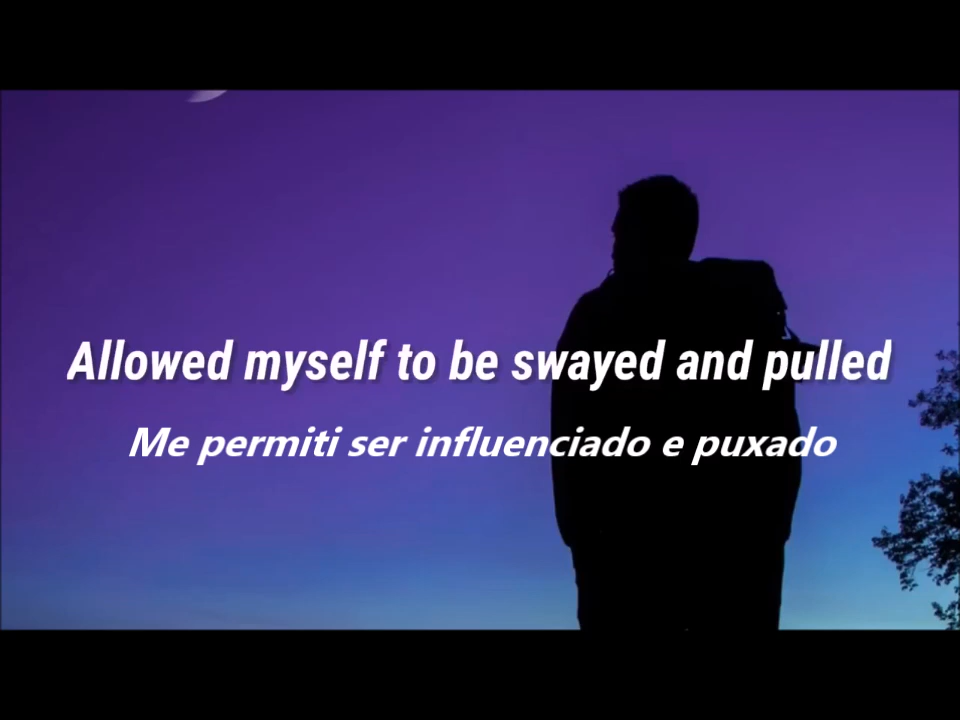 Allowed myself to be swayed and pulled
Me permiti ser influenciado e puxado